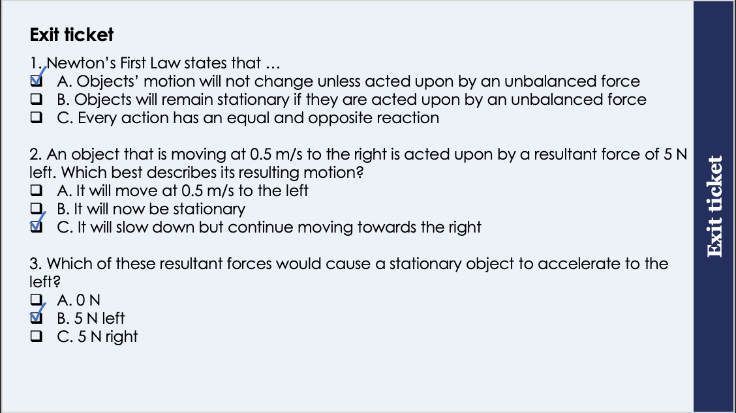 Exit ticket
1. Newton's First Law states that …
A. Objects' motion will not change unless acted upon by an unbalanced force
B. Objects will remain stationary if they are acted upon by an unbalanced force
C. Every action has an equal and opposite reaction
2. An object that is moving at 0.5 m/s to the right is acted upon by a resultant force of 5 N
left. Which best describes its resulting motion?
A. It will move at 0.5 m/s to the left
B. It will now be stationary
C. It will slow down but continue moving towards the right
3. Which of these resultant forces would cause a stationary object to accelerate to the
left?
A. 0 N
B. 5 N left
C. 5 N right
Exit ticket